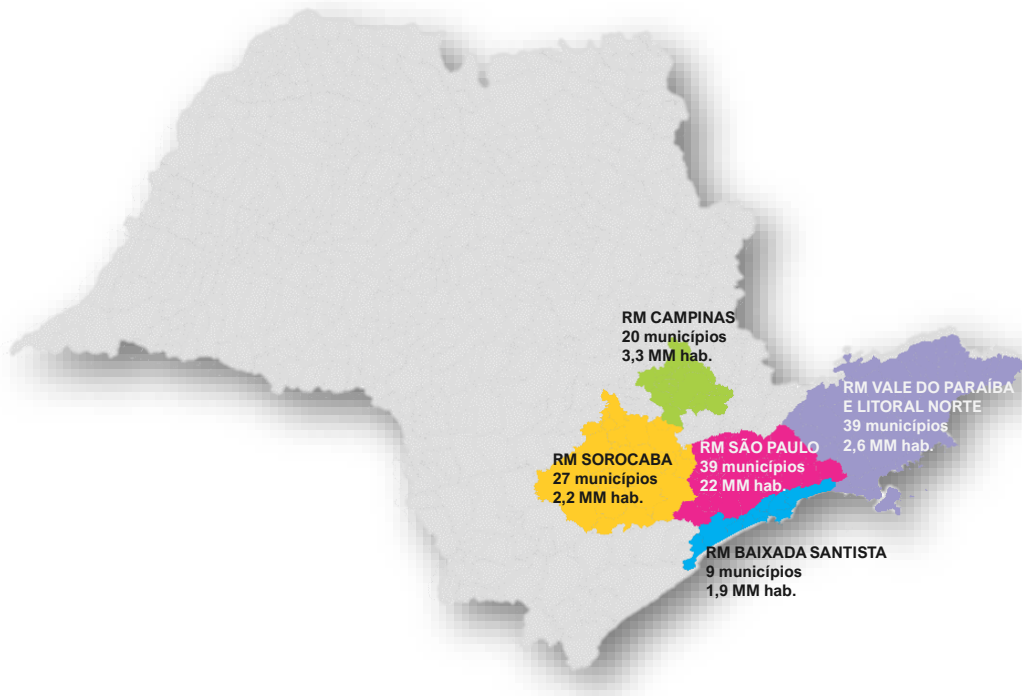 RM CAMPINAS
20 municípios
3,3 MM hab.
RM VALE DO PARAÍBA
E LITORAL NORTE
39 municípios
2,6 MM hab.
RM SOROCABA
27 municípios
2,2 MM hab.
RM SÃO PAULO
39 municípios
22 MM hab.
RM BAIXADA SANTISTA
9 municípios
1,9 MM hab.